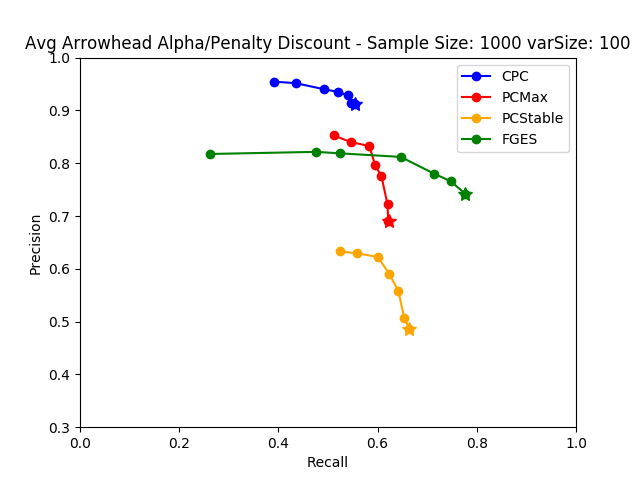 Avg Arrowhead Alpha/Penalty Discount - Sample Size: 1000 varSize: 100
1.0
0.9
0.8
0.7
0.6
0.5
0.4
0.3
Precision
CPC
PCMax
PCStable
FGES
0.0 0.2 0.4 0.6 0.8 1.0
Recall